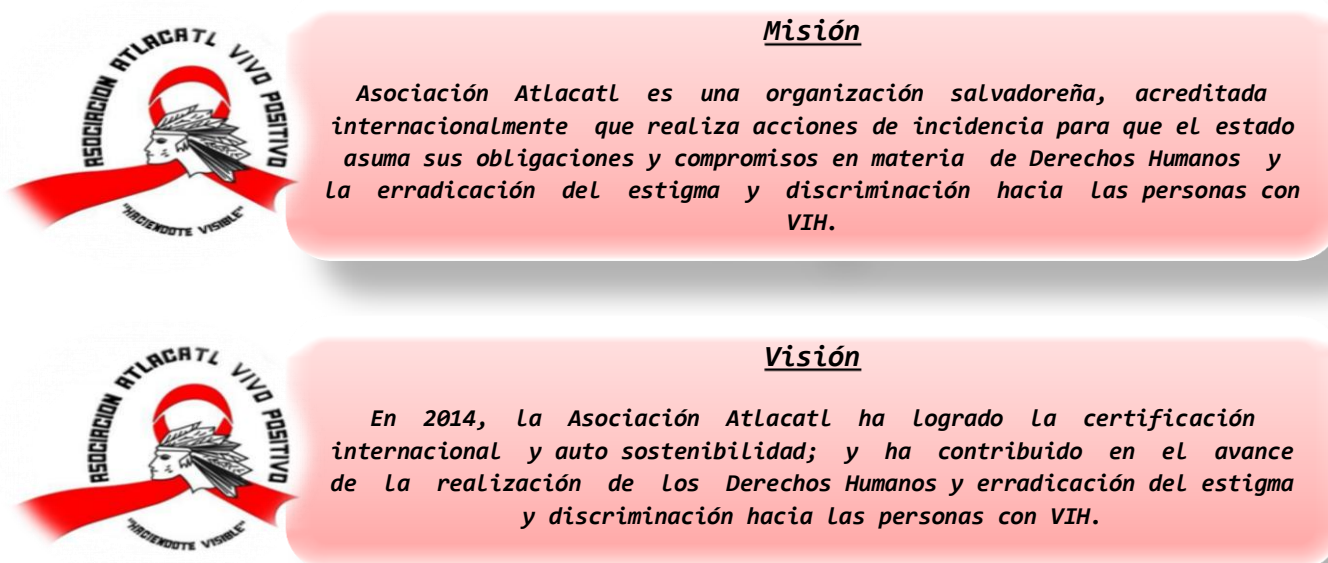 ASOCIACION ATLACATL VIVO POSITIVO
"HACIENDOTE VISIBLE"
Misión
Asociación Atlacatl es una organización salvadoreña, acreditada
internacionalmente que realiza acciones de incidencia para que el estado
asuma sus obligaciones y compromisos en materia de Derechos Humanos y
la erradicación del estigma y discriminación hacia las personas con
VIH.
ASOCIACION ATLACATL VIVO POSITIVO
"HACIENDOTE VISIBLE"
Visión
En 2014, la Asociación Atlacatl ha logrado la certificación
internacional y auto sostenibilidad; y ha contribuido en el avance
de la realización de los Derechos Humanos y erradicación del estigma
y discriminación hacia las personas con VIH.